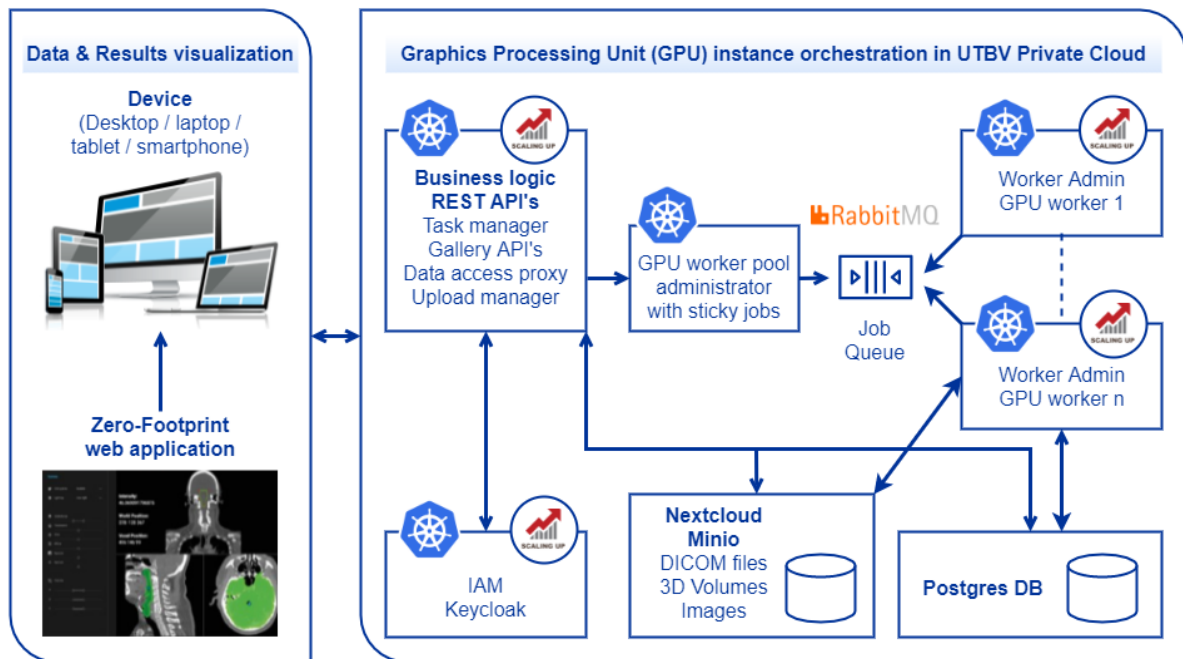 Data & Results visualization
Device
(Desktop / laptop /
tablet / smartphone)
Zero-Footprint
web application
Graphics Processing Unit (GPU) instance orchestration in UTBV Private Cloud
SCALING UP
Business logic
REST API's
Task manager
Gallery API's
Data access proxy
Upload manager
GPU worker pool
administrator
with sticky jobs
RabbitMQ
Job
Queue
SCALING UP
Worker Admin
GPU worker 1
SCALING UP
Worker Admin
GPU worker n
SCALING UP
IAM
Keycloak
Nextcloud
Minio
DICOM files
3D Volumes
Images
Postgres DB